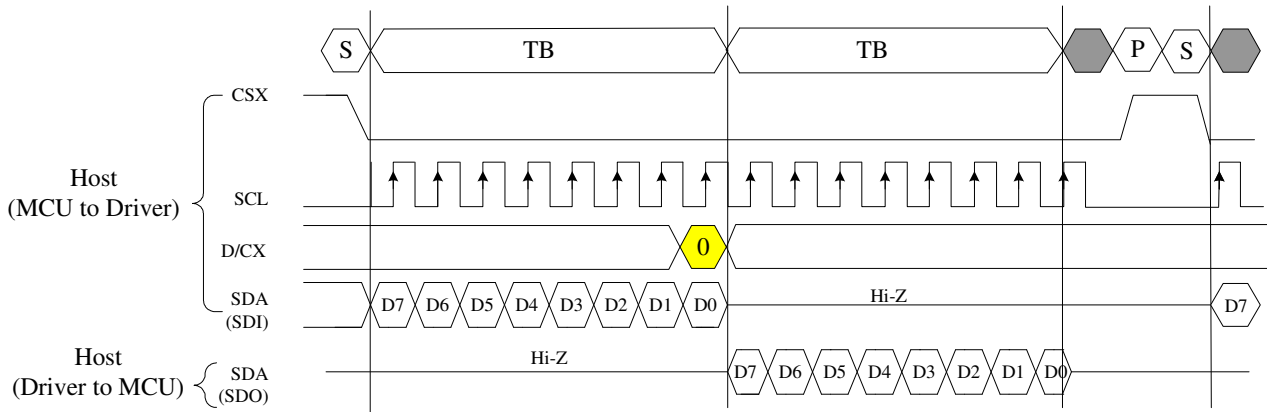 S TB TB P S
CSX
Host
(MCU to Driver)
SCL
D/CX 0
SDA
(SDI)
D7 D6 D5 D4 D3 D2 D1 D0 Hi-Z D7
Host
(Driver to MCU)
SDA
(SDO)
Hi-Z D7 D6 D5 D4 D3 D2 D1 D0